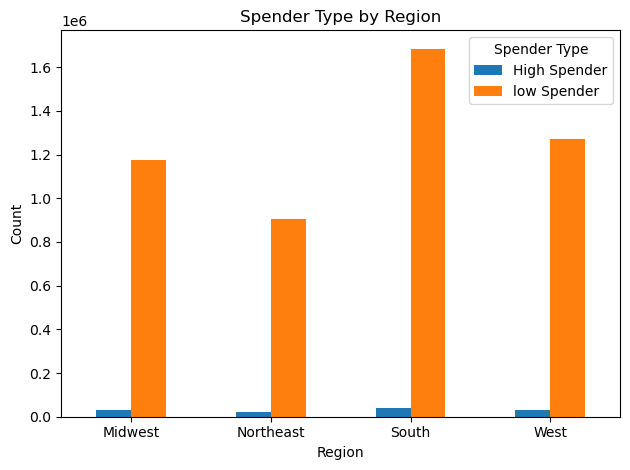 Spender Type by Region
1e6
Spender Type
High Spender
low Spender
1.6
1.4
1.2
1.0
0.8
0.6
0.4
0.2
0.0
Count
Midwest Northeast South West
Region